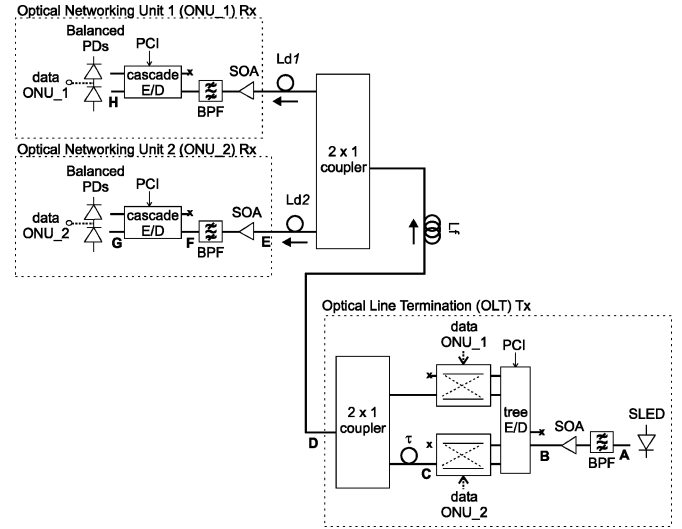 Optical Networking Unit 1 (ONU_1) Rx
Balanced
PDs
PCI
data
ONU_1
cascade
E/D
x
H
BPF
SOA
Ld1
2 x 1
coupler
Optical Networking Unit 2 (ONU_2) Rx
Balanced
PDs
PCI
data
ONU_2
cascade
E/D
x
G
F
BPF
SOA
E
Ld2
Lf
Optical Line Termination (OLT) Tx
data
ONU_1
PCI
x
2 x 1
coupler
D
τ
x
C
tree
E/D
x
B
SOA
BPF
A
SLED
data
ONU_2